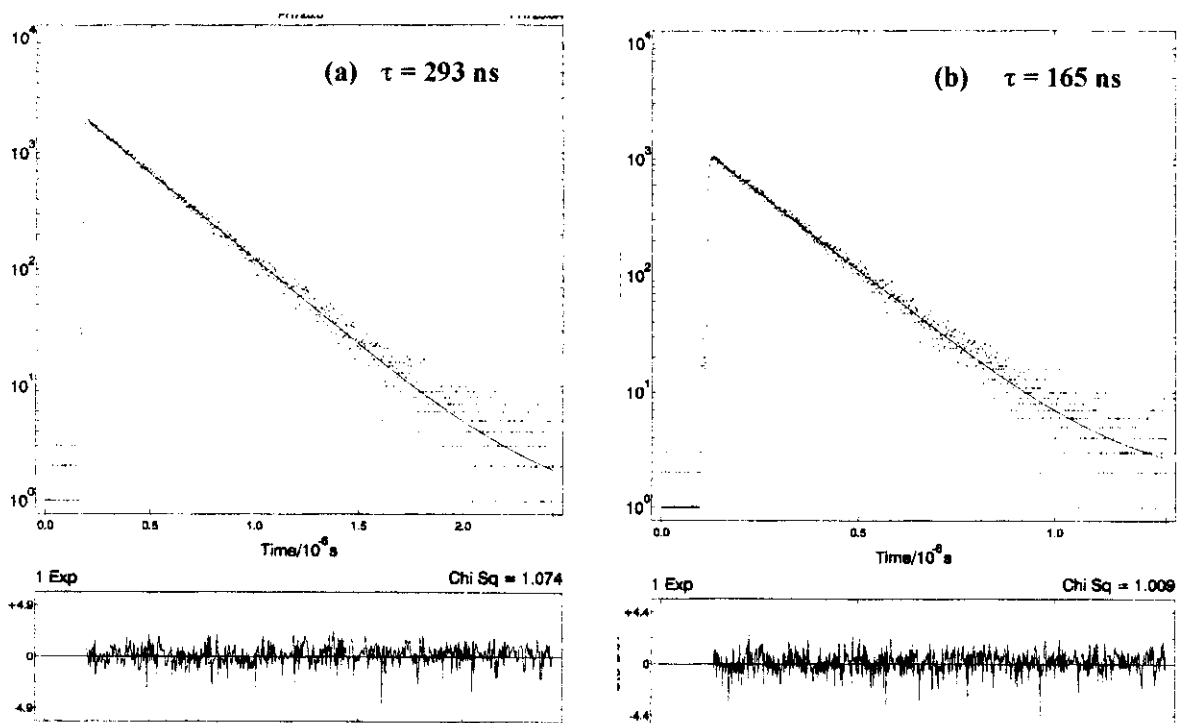 (a) τ = 293 ns
10⁴
10³
10²
10¹
10⁰
0.0 0.5 1.0 1.5 2.0
Time/10⁻⁶s
1 Exp Chi Sq = 1.074
+4.9
0
4.9
(b) τ = 165 ns
10⁴
10³
10²
10¹
10⁰
0.0 0.5 1.0
Time/10⁻⁶s
1 Exp Chi Sq = 1.009
+4.4
0
-4.4